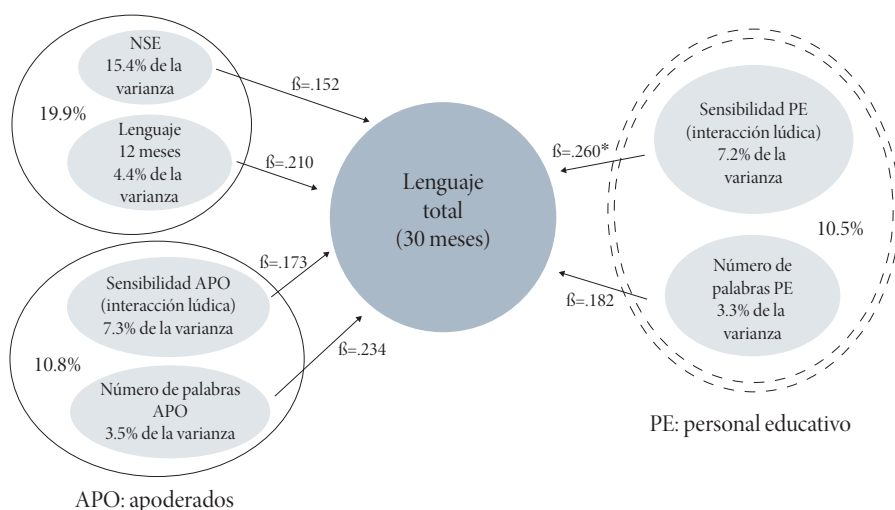 NSE
15.4% de la
varianza
19.9%
Lenguaje
12 meses
4.4% de la
varianza
ß=.152
ß=.210
Sensibilidad APO
(interacción lúdica)
7.3% de la varianza
10.8%
Número de palabras
APO
3.5% de la varianza
ß=.173
ß=.234
APO: apoderados
Lenguaje
total
(30 meses)
ß=.260*
ß=.182
Sensibilidad PE
(interacción lúdica)
7.2% de la
varianza
10.5%
Número de
palabras PE
3.3% de la
varianza
PE: personal educativo